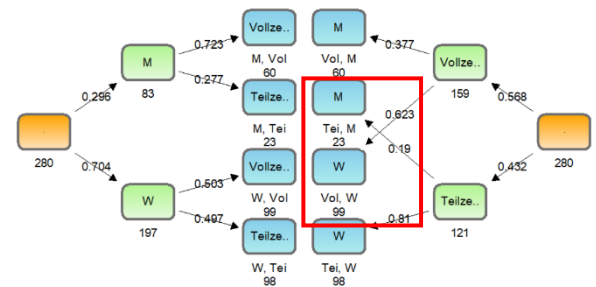 Vollze.. M
0.723 0.377
M M, Vol Vol, M Vollze..
60 60
0.296 83 0.277 159 0.568
Teilze.. M
. 0.623 .
M, Tei Tei, M
23 23
280 0.19 280
0.704 Vollze.. W 0.432
0.503
W W, Vol Vol, W Teilze..
99 99
197 0.497 0.81 121
Teilze.. W
W, Tei Tei, W
98 98